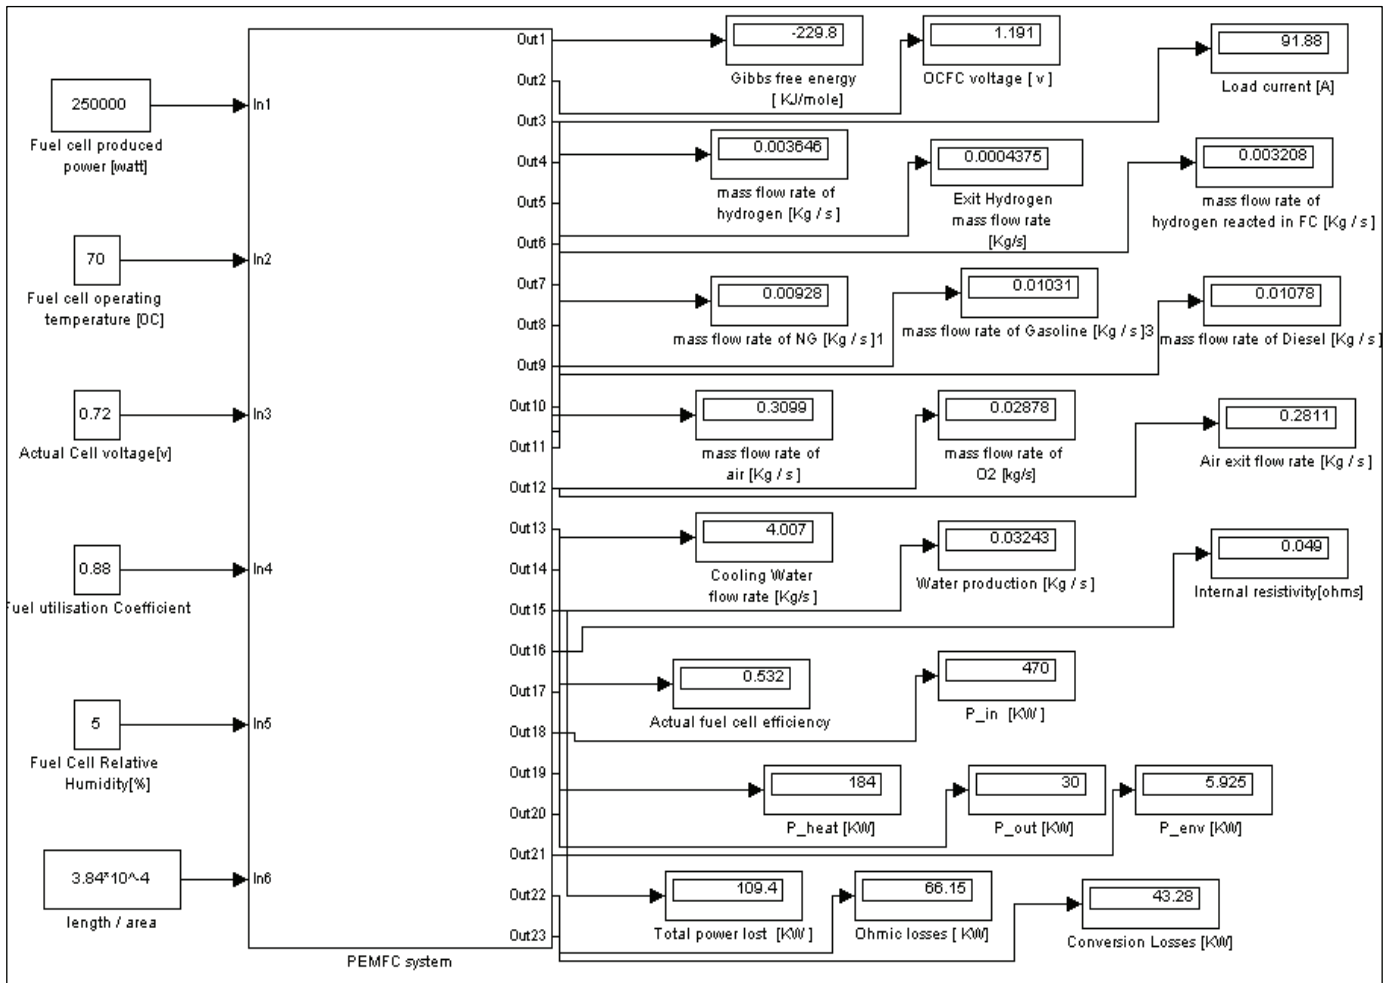 Out1
-229.8
Gibbs free energy
[ KJ/mole]
1.191
OCFC voltage [ v ]
91.88
Load current [A]
Out2
250000
Fuel cell produced
power [watt]
In1
Out3
Out4
0.003646
mass flow rate of
hydrogen [Kg / s ]
0.0004375
Exit Hydrogen
mass flow rate
[Kg/s]
0.003208
mass flow rate of
hydrogen reacted in FC [Kg / s ]
Out5
Out6
70
Fuel cell operating
temperature [0C]
In2
Out7
0.00928
mass flow rate of NG [Kg / s ]1
0.01031
mass flow rate of Gasoline [Kg / s ]3
0.01078
mass flow rate of Diesel [Kg / s ]
Out8
Out9
0.72
Actual Cell voltage[v]
In3
Out10
0.3099
mass flow rate of
air [Kg / s ]
0.02878
mass flow rate of
O2 [kg/s]
0.2811
Air exit flow rate [Kg / s ]
Out11
Out12
Out13
4.007
Cooling Water
flow rate [Kg/s ]
0.03243
Water production [Kg / s ]
0.049
Internal resistivity[ohms]
0.88
Fuel utilisation Coefficient
In4
Out14
Out15
Out16
0.532
Actual fuel cell efficiency
470
P_in [KW ]
Out17
Out18
5
Fuel Cell Relative
Humidity[%]
In5
Out19
184
P_heat [KW]
30
P_out [KW]
5.925
P_env [KW]
Out20
Out21
3.84*10^-4
length / area
In6
Out22
109.4
Total power lost [KW ]
66.15
Ohmic losses [ KW]
43.28
Conversion Losses [KW]
Out23
PEMFC system